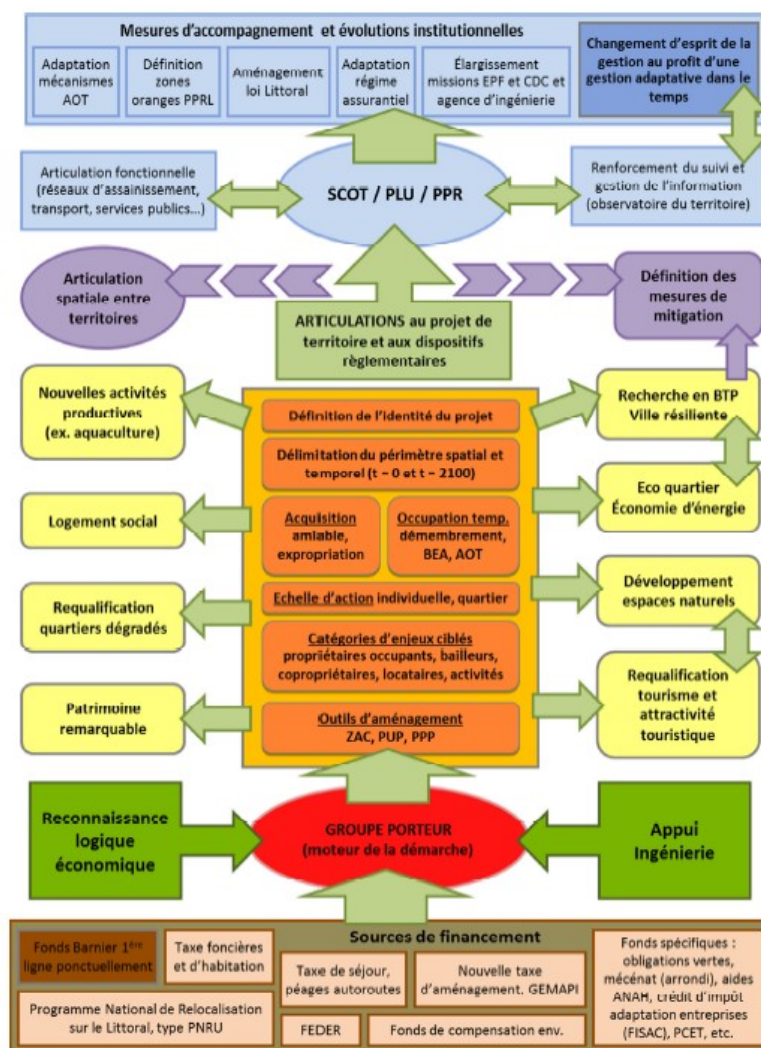 Mesures d'accompagnement et évolutions institutionnelles
Adaptation
mécanismes
AOT
Définition
zones
oranges PPRL
Aménagement
loi Littoral
Adaptation
régime
assurantiel
Élargissement
missions EPF et CDC et
agence d'ingénierie
Changement d'esprit de la
gestion au profit d'une
gestion adaptative dans le
temps
Articulation fonctionnelle
(réseaux d'assainissement,
transport, services publics...)
SCOT / PLU / PPR
Renforcement du suivi et
gestion de l'information
(observatoire du territoire)
Articulation
spatiale entre
territoires
ARTICULATIONS au projet de
territoire et aux dispositifs
règlementaires
Définition des
mesures de
mitigation
Nouvelles activités
productives
(ex. aquaculture)
Logement social
Requalification
quartiers dégradés
Patrimoine
remarquable
Définition de l'identité du projet
Délimitation du périmètre spatial et
temporel (t – 0 et t – 2100)
Acquisition
amiable,
expropriation
Occupation temp.
démembrement,
BEA, AOT
Echelle d'action individuelle, quartier
Catégories d'enjeux ciblés
propriétaires occupants, bailleurs,
copropriétaires, locataires, activités
Outils d'aménagement
ZAC, PUP, PPP
Recherche en BTP
Ville résiliente
Eco quartier
Économie d'énergie
Développement
espaces naturels
Requalification
tourisme et
attractivité
touristique
Reconnaissance
logique
économique
GROUPE PORTEUR
(moteur de la démarche)
Appui
Ingénierie
Sources de financement
Fonds Barnier 1ère
ligne ponctuellement
Taxe foncières
et d'habitation
Programme National de Relocalisation
sur le Littoral, type PNRU
Taxe de séjour,
péages autoroutes
Nouvelle taxe
d'aménagement. GEMAPI
FEDER
Fonds de compensation env.
Fonds spécifiques :
obligations vertes,
mécénat (arrondi), aides
ANAH, crédit d'impôt
adaptation entreprises
(FISAC), PCET, etc.